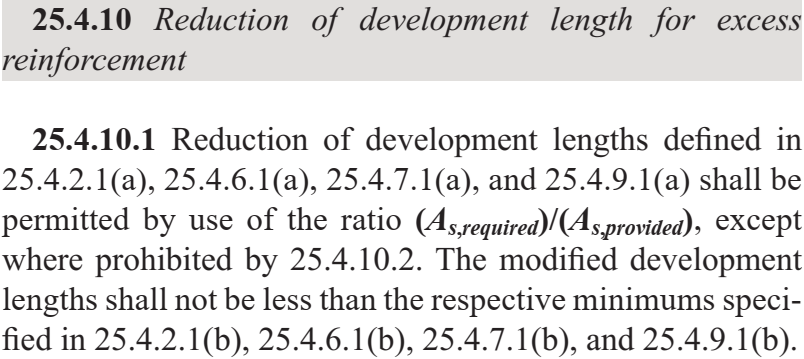 25.4.10 Reduction of development length for excess
reinforcement
25.4.10.1 Reduction of development lengths defined in
25.4.2.1(a), 25.4.6.1(a), 25.4.7.1(a), and 25.4.9.1(a) shall be
permitted by use of the ratio (As,required)/(As,provided), except
where prohibited by 25.4.10.2. The modified development
lengths shall not be less than the respective minimums speci-
fied in 25.4.2.1(b), 25.4.6.1(b), 25.4.7.1(b), and 25.4.9.1(b).